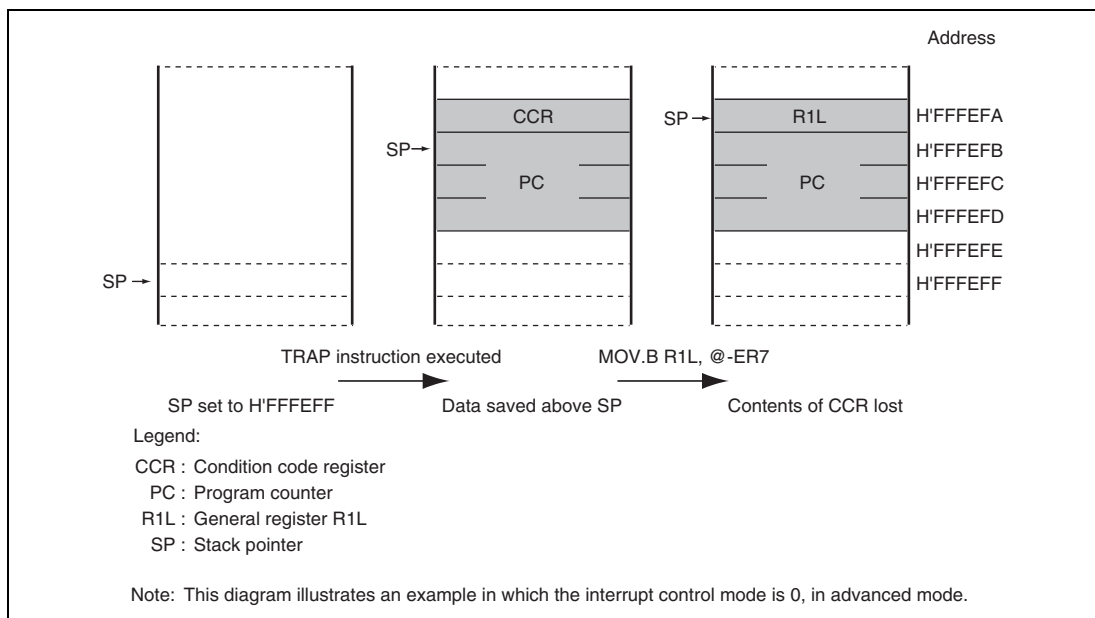 Address
CCR
SP
R1L
H'FFFEFA
SP
H'FFFEFB
PC
PC
H'FFFEFC
H'FFFEFD
H'FFFEFE
SP
H'FFFEFF
TRAP instruction executed
MOV.B R1L, @-ER7
SP set to H'FFFEFF
Data saved above SP
Contents of CCR lost
Legend:
CCR : Condition code register
PC : Program counter
R1L : General register R1L
SP : Stack pointer
Note: This diagram illustrates an example in which the interrupt control mode is 0, in advanced mode.